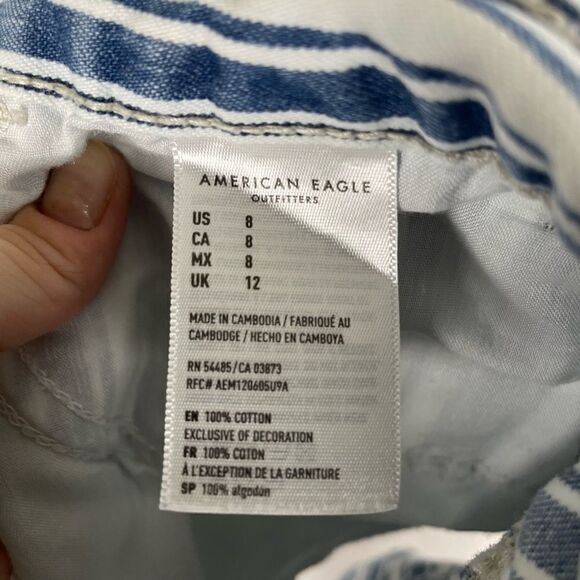 AMERICAN EAGLE
OUTFITTERS
US 8
CA 8
MX 8
UK 12
MADE IN CAMBODIA / FABRIQUÉ AU
CAMBODGE / HECHO EN CAMBOYA
RN 54485/CA 03873
RFC# AEM120605U9A
EN 100% COTTON
EXCLUSIVE OF DECORATION
FR 100% COTON
À L'EXCEPTION DE LA GARNITURE
SP 100% algodón